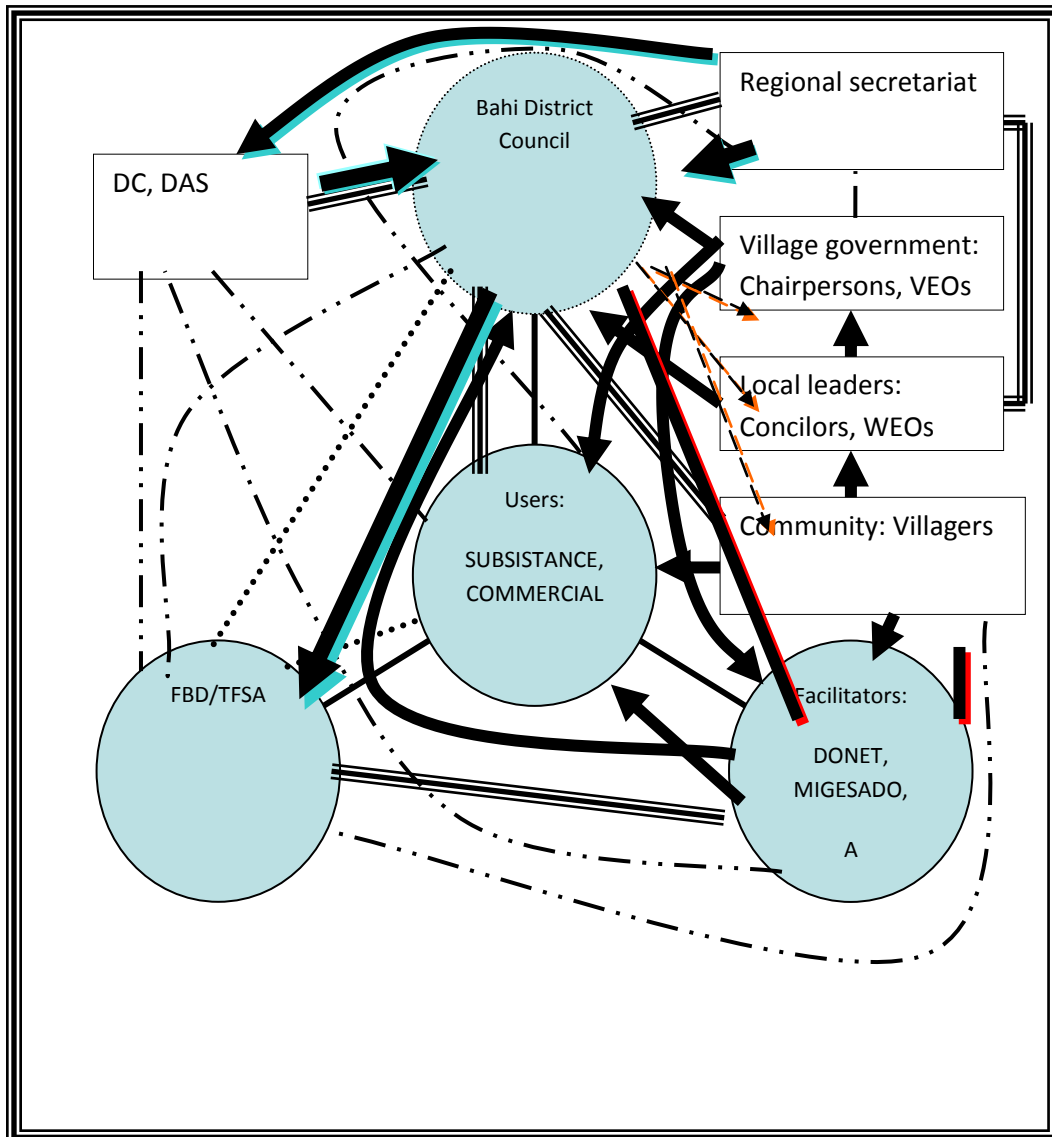 Regional secretariat
Bahi District
Council
DC, DAS
Village government:
Chairpersons, VEOs
Local leaders:
Concilors, WEOs
Users:
SUBSISTANCE,
COMMERCIAL
Community: Villagers
FBD/TFSA
Facilitators:
DONET,
MIGESADO,
A